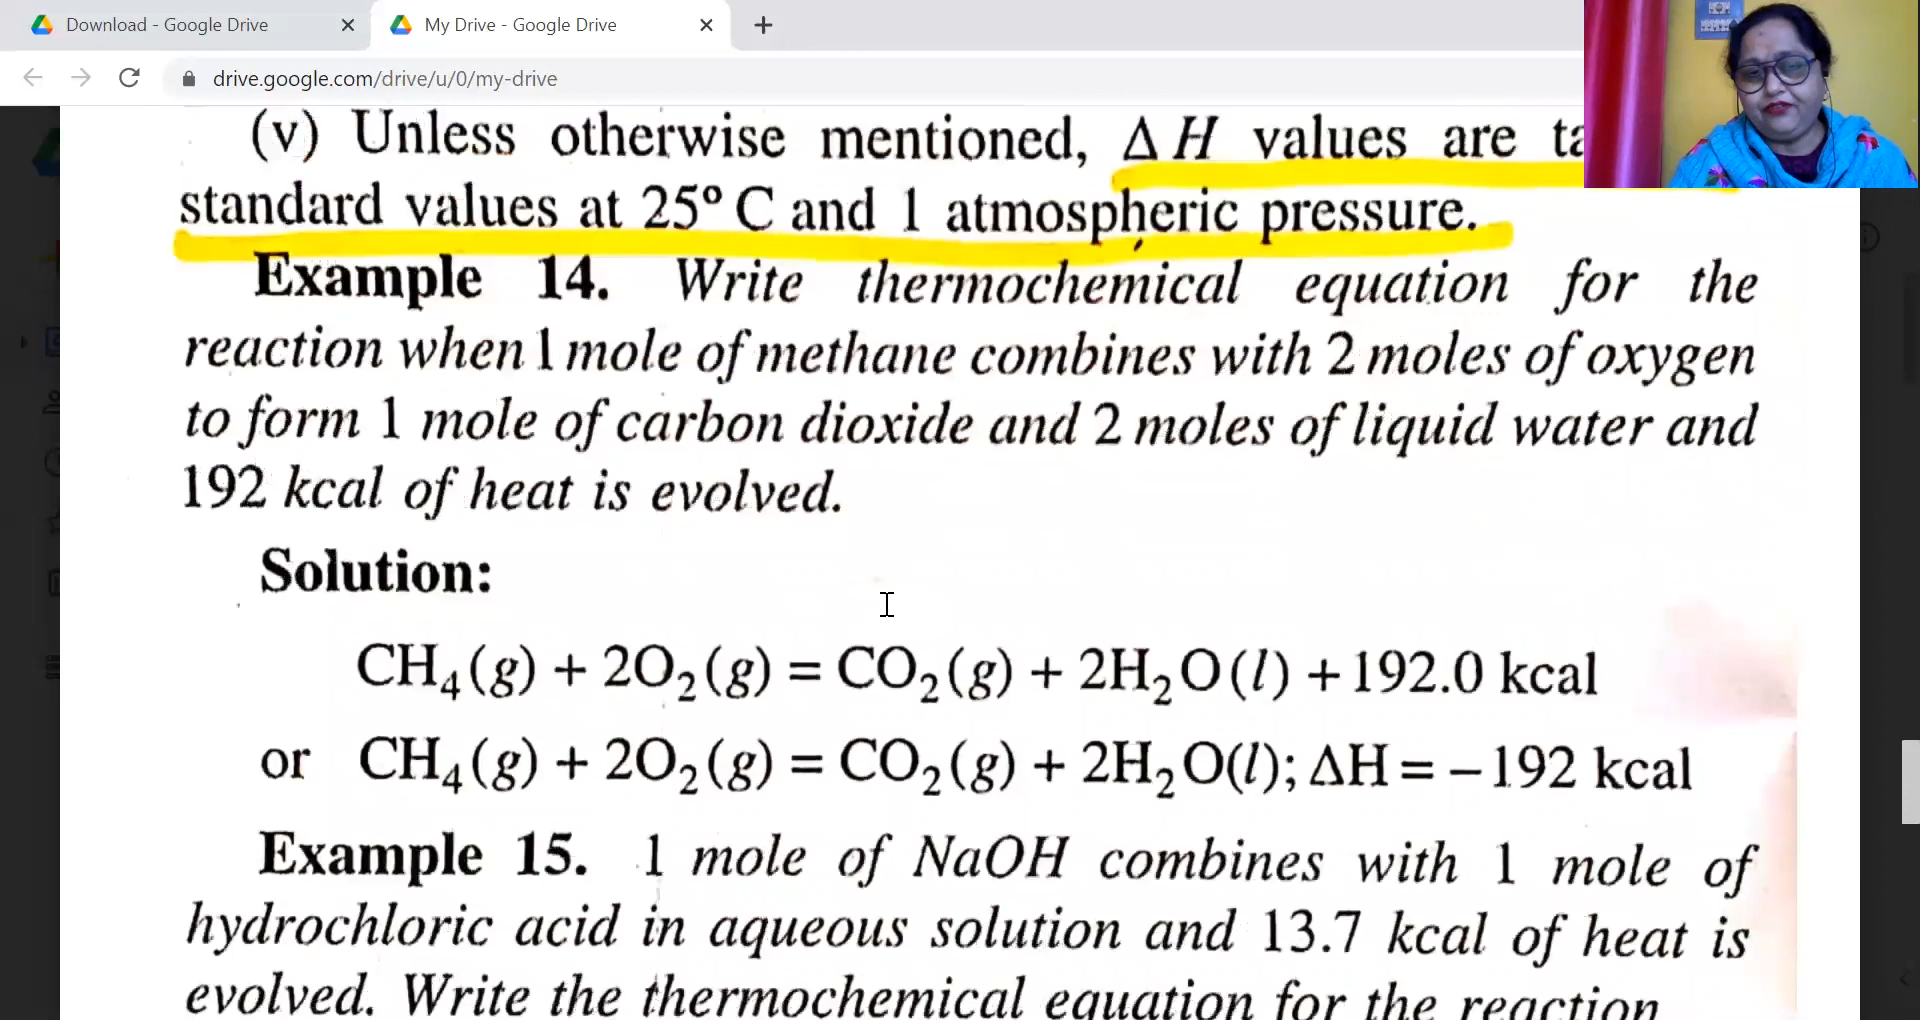 Download - Google Drive
My Drive - Google Drive
drive.google.com/drive/u/0/my-drive
(v) Unless otherwise mentioned, Δ H values are
standard values at 25° C and 1 atmospheric pressure.
Example 14. Write thermochemical equation for the
reaction when 1 mole of methane combines with 2 moles of oxygen
to form 1 mole of carbon dioxide and 2 moles of liquid water and
192 kcal of heat is evolved.
Solution:
CH₄(g) + 2O₂(g) = CO₂(g) + 2H₂O(l) + 192.0 kcal
or CH₄(g) + 2O₂(g) = CO₂(g) + 2H₂O(l); ΔH = – 192 kcal
Example 15. 1 mole of NaOH combines with 1 mole of
hydrochloric acid in aqueous solution and 13.7 kcal of heat is
evolved. Write the thermochemical equation for the reaction